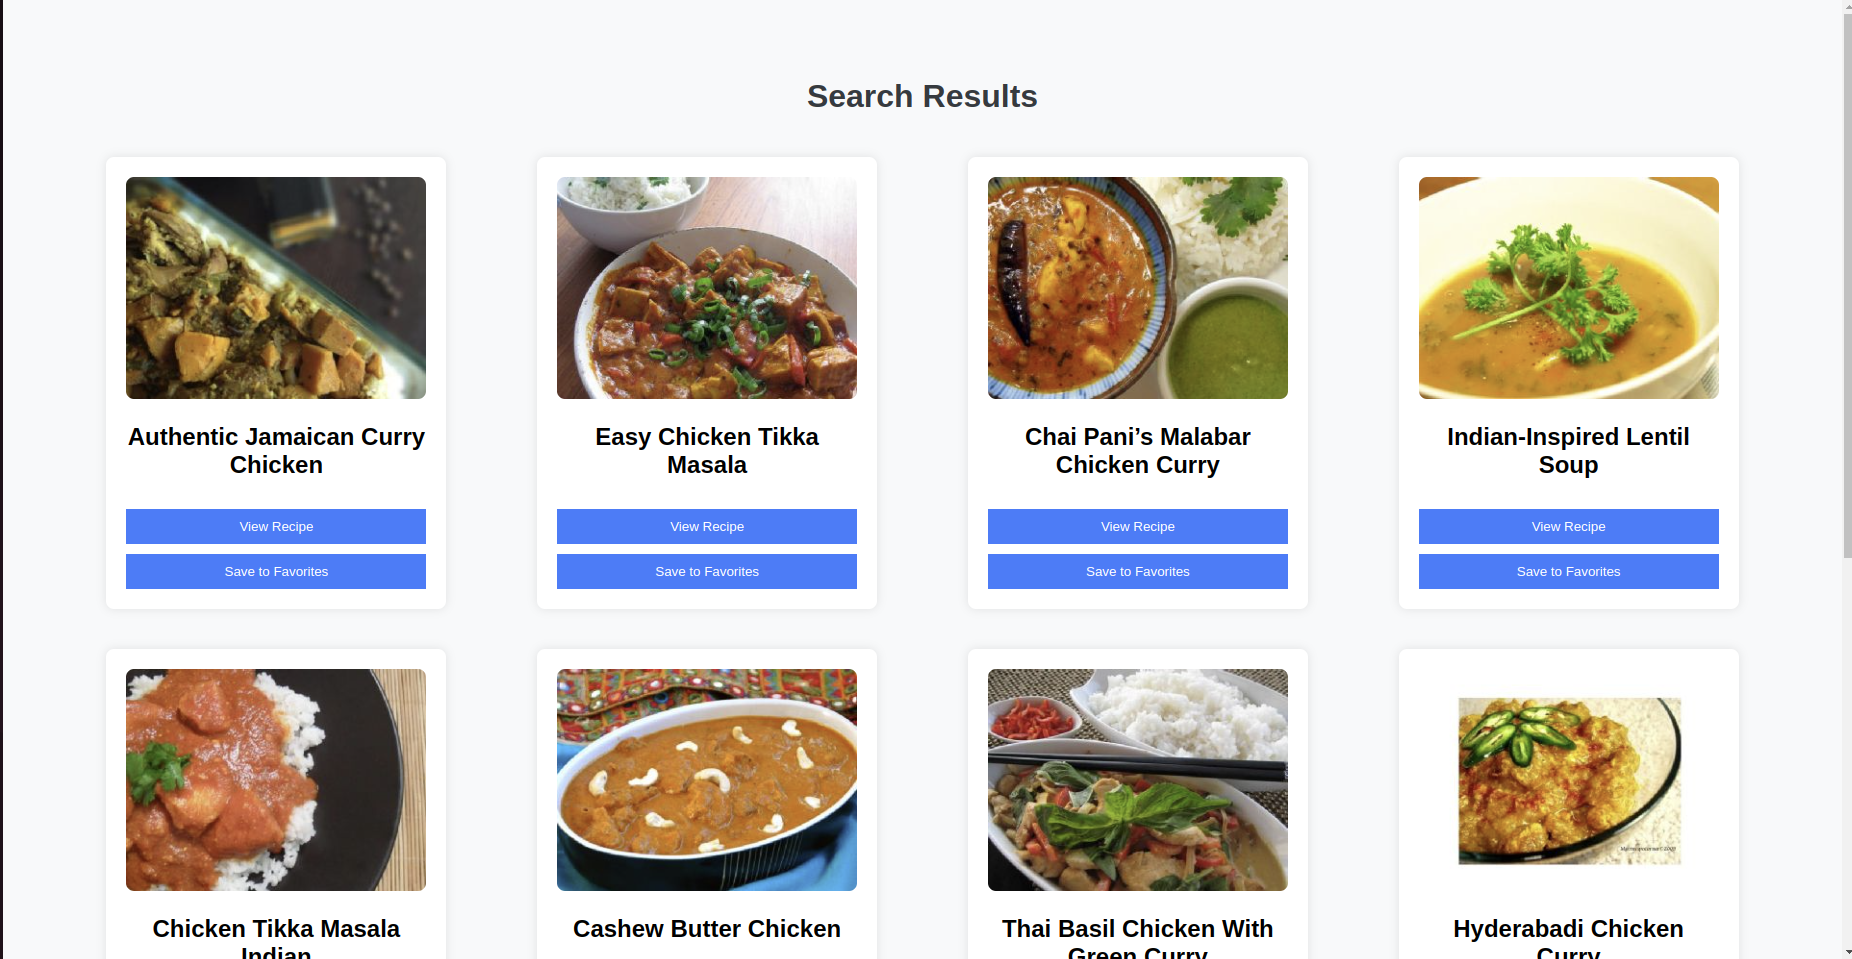 Search Results
Authentic Jamaican Curry
Chicken
View Recipe
Save to Favorites
Easy Chicken Tikka
Masala
View Recipe
Save to Favorites
Chai Pani’s Malabar
Chicken Curry
View Recipe
Save to Favorites
Indian-Inspired Lentil
Soup
View Recipe
Save to Favorites
Chicken Tikka Masala
Indian
Cashew Butter Chicken
Thai Basil Chicken With
Green Curry
Hyderabadi Chicken
Curry